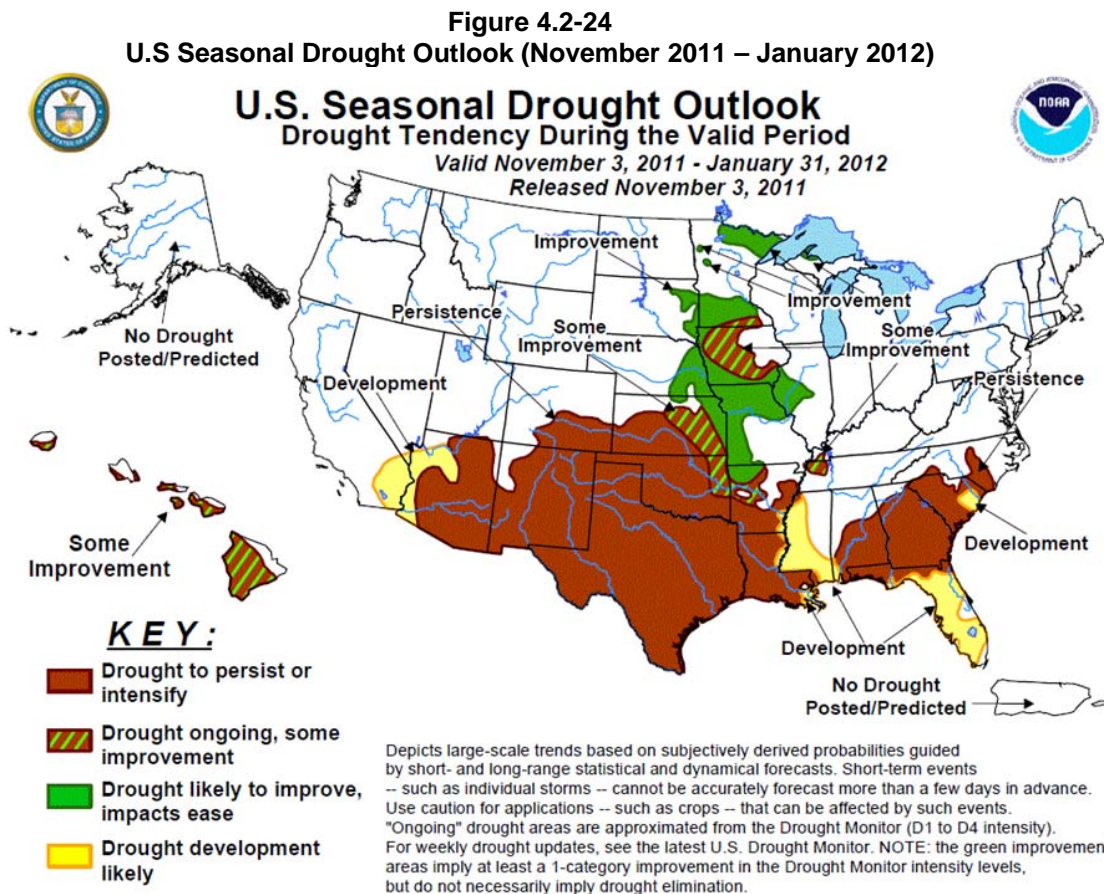 Figure 4.2-24
U.S Seasonal Drought Outlook (November 2011 – January 2012)
U.S. Seasonal Drought Outlook
Drought Tendency During the Valid Period
Valid November 3, 2011 - January 31, 2012
Released November 3, 2011
NOAA
Improvement
Improvement
Persistence
Some
Improvement
Some
Improvement
No Drought
Posted/Predicted
Development
Persistence
Some
Improvement
Development
Development
No Drought
Posted/Predicted
KEY:
Drought to persist or
intensify
Drought ongoing, some
improvement
Drought likely to improve,
impacts ease
Drought development
likely
Depicts large-scale trends based on subjectively derived probabilities guided
by short- and long-range statistical and dynamical forecasts. Short-term events
-- such as individual storms -- cannot be accurately forecast more than a few days in advance.
Use caution for applications -- such as crops -- that can be affected by such events.
"Ongoing" drought areas are approximated from the Drought Monitor (D1 to D4 intensity).
For weekly drought updates, see the latest U.S. Drought Monitor. NOTE: the green improvement
areas imply at least a 1-category improvement in the Drought Monitor intensity levels,
but do not necessarily imply drought elimination.